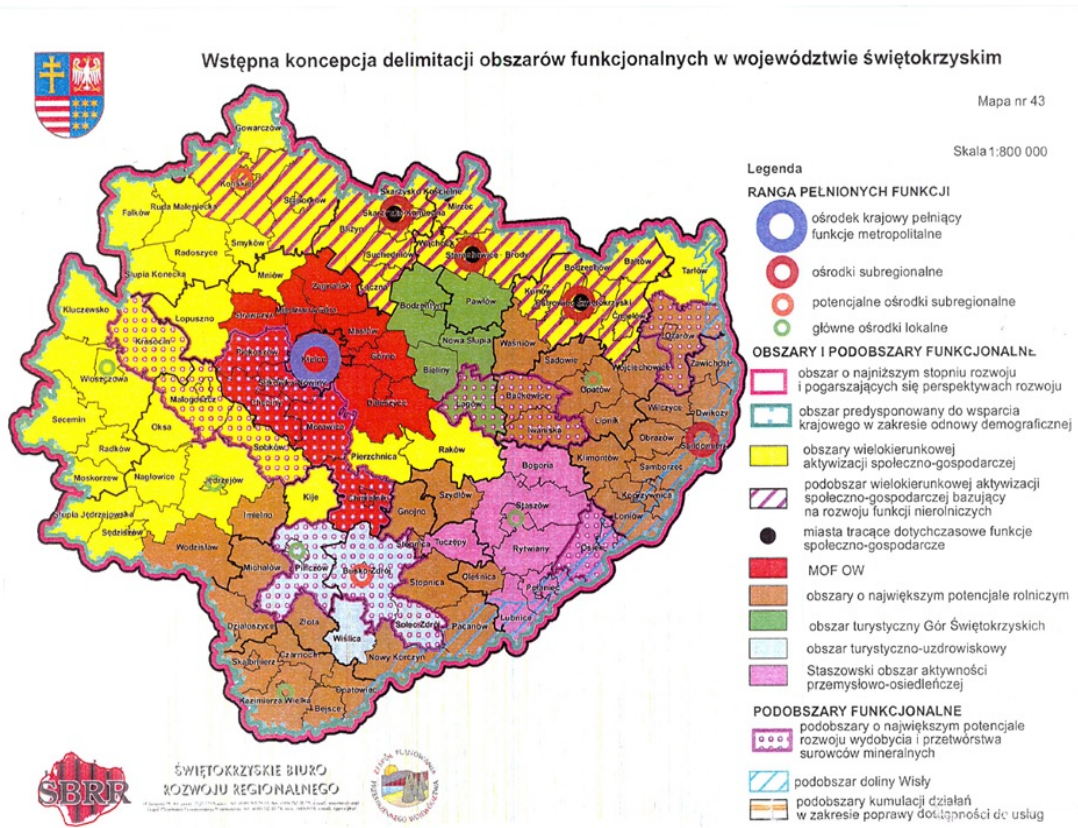 Wstępna koncepcja delimitacji obszarów funkcjonalnych w województwie świętokrzyskim
Mapa nr 43
Skala 1:800 000
Legenda
RANGA PEŁNIONYCH FUNKCJI
ośrodek krajowy pełniący
funkcje metropolitalne
ośrodki subregionalne
potencjalne ośrodki subregionalne
główne ośrodki lokalne
OBSZARY I PODOBSZARY FUNKCJONALNE
obszar o najniższym stopniu rozwoju
i pogarszających się perspektywach rozwoju
obszar predysponowany do wsparcia
krajowego w zakresie odnowy demograficznej
obszary wielokierunkowej
aktywizacji społeczno-gospodarczej
podobszar wielokierunkowej aktywizacji
społeczno-gospodarczej bazujący
na rozwoju funkcji nierolniczych
miasta tracące dotychczasowe funkcje
społeczno-gospodarcze
MOF OW
obszary o największym potencjale rolniczym
obszar turystyczny Gór Świętokrzyskich
obszar turystyczno-uzdrowiskowy
Staszowski obszar aktywności
przemysłowo-osiedleńczej
PODOBSZARY FUNKCJONALNE
podobszary o największym potencjale
rozwoju wydobycia i przetwórstwa
surowców mineralnych
podobszar doliny Wisły
podobszary kumulacji działań
w zakresie poprawy dostępności do usług
Gowarczów
Końskie
Skarżysko Kościelne
Mirzec
Fałków
Ruda Maleniecka
Bliżyn
Smyków
Radoszyce
Suchedniów
Wąchock
Brody
Bodzechów
Bałtów
Tarłów
Słupia Konecka
Mniów
Łączna
Kunów
Kluczewsko
Łopuszno
Bodzentyn
Pawłów
Krasocin
Masłów
Nowa Słupia
Waśniów
Ożarów
Włoszczowa
Piekoszów
Kielce
Górno
Bieliny
Sadowie
Wojciechowice
Zawichost
Małogoszcz
Chęciny
Daleszyce
Łagów
Baćkowice
Opatów
Secemin
Oksa
Morawica
Iwaniska
Lipnik
Wilczyce
Dwikozy
Radków
Sobków
Pierzchnica
Raków
Klimontów
Obrazów
Sandomierz
Samborzec
Moskorzew
Nagłowice
Jędrzejów
Bogoria
Koprzywnica
Słupia Jędrzejowska
Imielno
Kije
Chmielnik
Gnojno
Szydłów
Staszów
Łoniów
Sędziszów
Wodzisław
Tuczępy
Rytwiany
Osiek
Michałów
Pińczów
Busko-Zdrój
Stopnica
Oleśnica
Połaniec
Działoszyce
Złota
Wiślica
Solec-Zdrój
Pacanów
Łubnice
Skalbmierz
Czarnocin
Nowy Korczyn
Kazimierza Wielka
Opatowiec
Bejsce
SBRR
ŚWIĘTOKRZYSKIE BIURO
ROZWOJU REGIONALNEGO